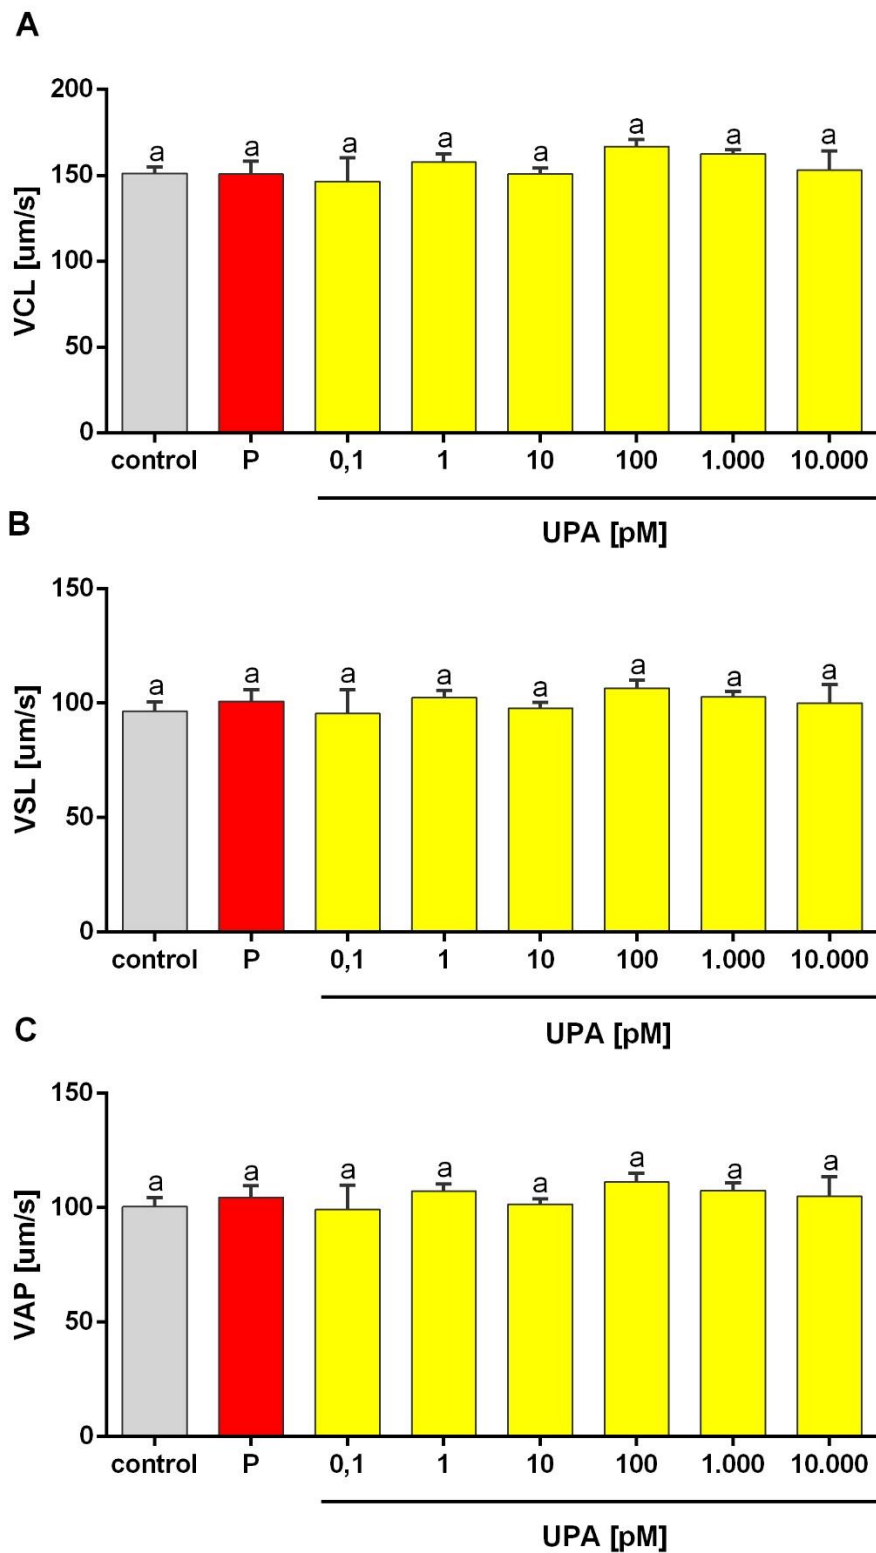 A
200
a a a a a a a a
150
VCL [um/s]
100
50
0
control P 0,1 1 10 100 1.000 10.000
UPA [pM]
B
150
a a a a a a a a
100
VSL [um/s]
50
0
control P 0,1 1 10 100 1.000 10.000
UPA [pM]
C
150
a a a a a a a a
100
VAP [um/s]
50
0
control P 0,1 1 10 100 1.000 10.000
UPA [pM]